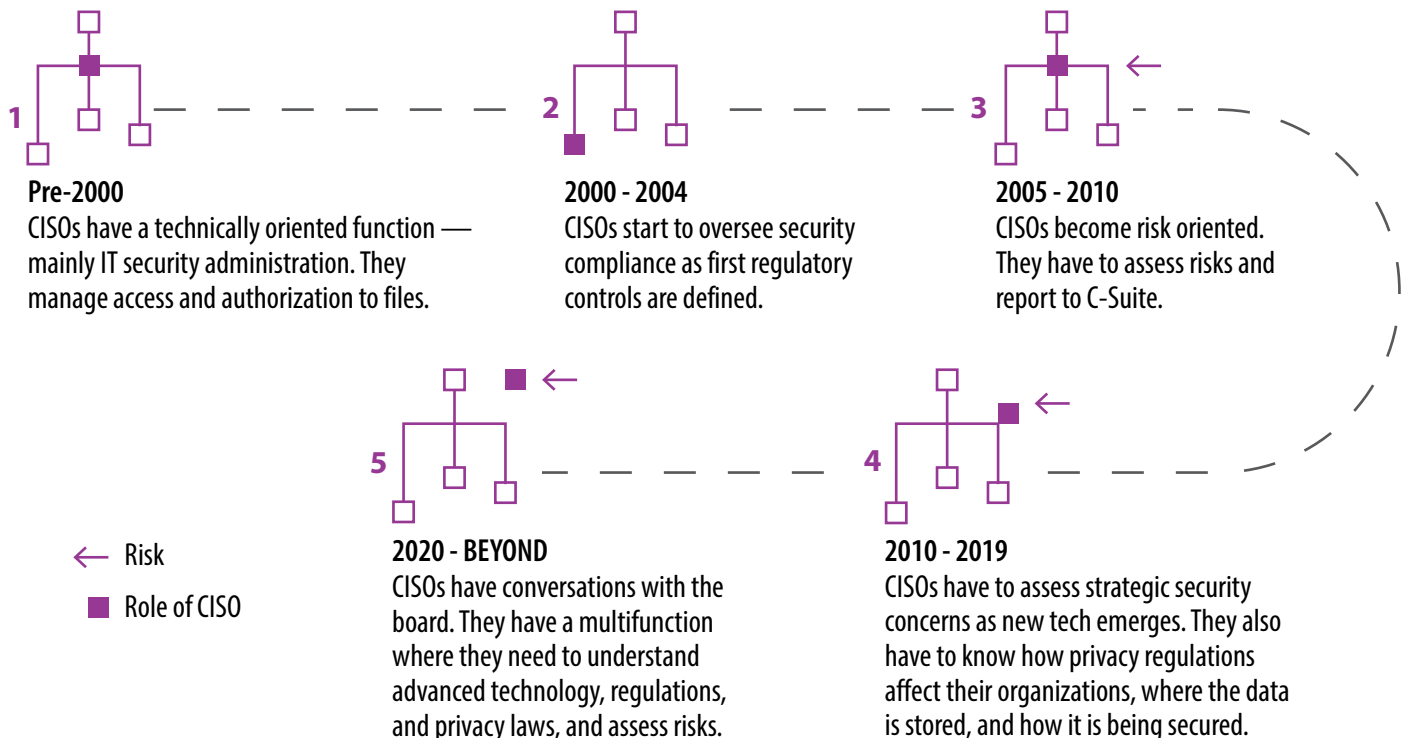 1
Pre-2000
CISOs have a technically oriented function —
mainly IT security administration. They
manage access and authorization to files.
2
2000 - 2004
CISOs start to oversee security
compliance as first regulatory
controls are defined.
3
2005 - 2010
CISOs become risk oriented.
They have to assess risks and
report to C-Suite.
4
2010 - 2019
CISOs have to assess strategic security
concerns as new tech emerges. They also
have to know how privacy regulations
affect their organizations, where the data
is stored, and how it is being secured.
5
2020 - BEYOND
CISOs have conversations with the
board. They have a multifunction
where they need to understand
advanced technology, regulations,
and privacy laws, and assess risks.
Risk
Role of CISO